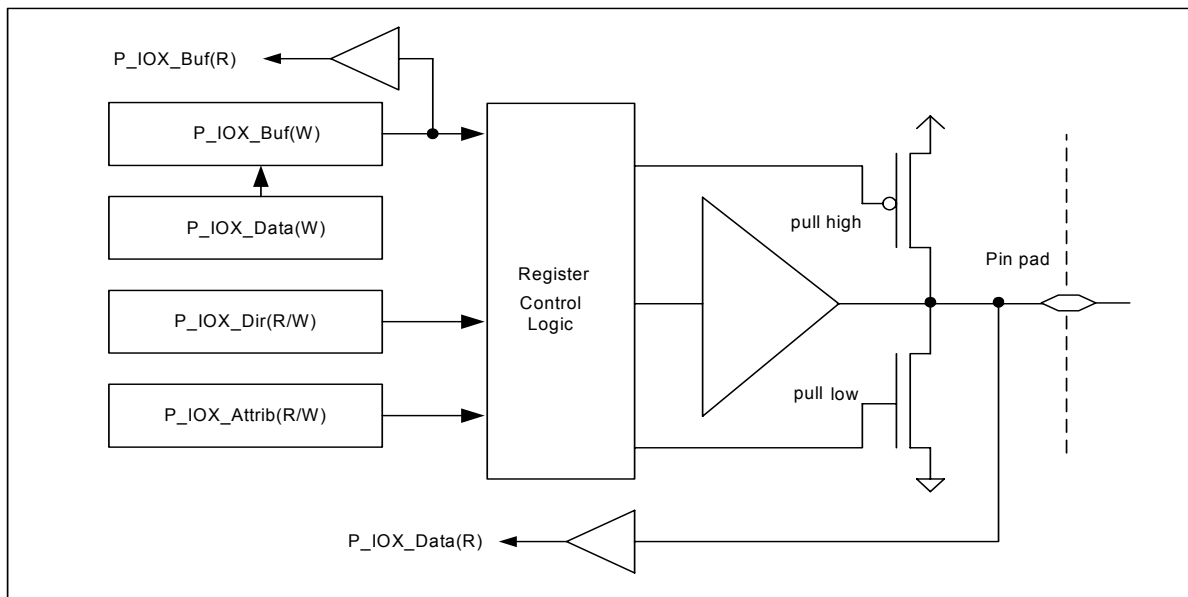 P_IOX_Buf(R)
P_IOX_Buf(W)
P_IOX_Data(W)
pull high
Pin pad
Register
Control
Logic
P_IOX_Dir(R/W)
P_IOX_Attrib(R/W)
pull low
P_IOX_Data(R)